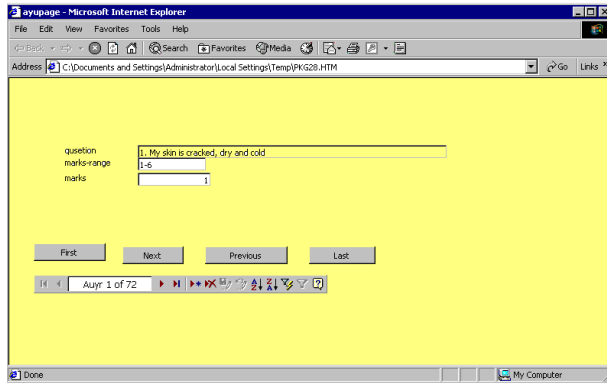 ayupage - Microsoft Internet Explorer
File Edit View Favorites Tools Help
Back Search Favorites Media
Address C:\Documents and Settings\Administrator\Local Settings\Temp\PKG28.HTM Go Links »
qusetion 1. My skin is cracked, dry and cold
marks-range 1-6
marks 1
First Next Previous Last
Auyr 1 of 72
Done My Computer